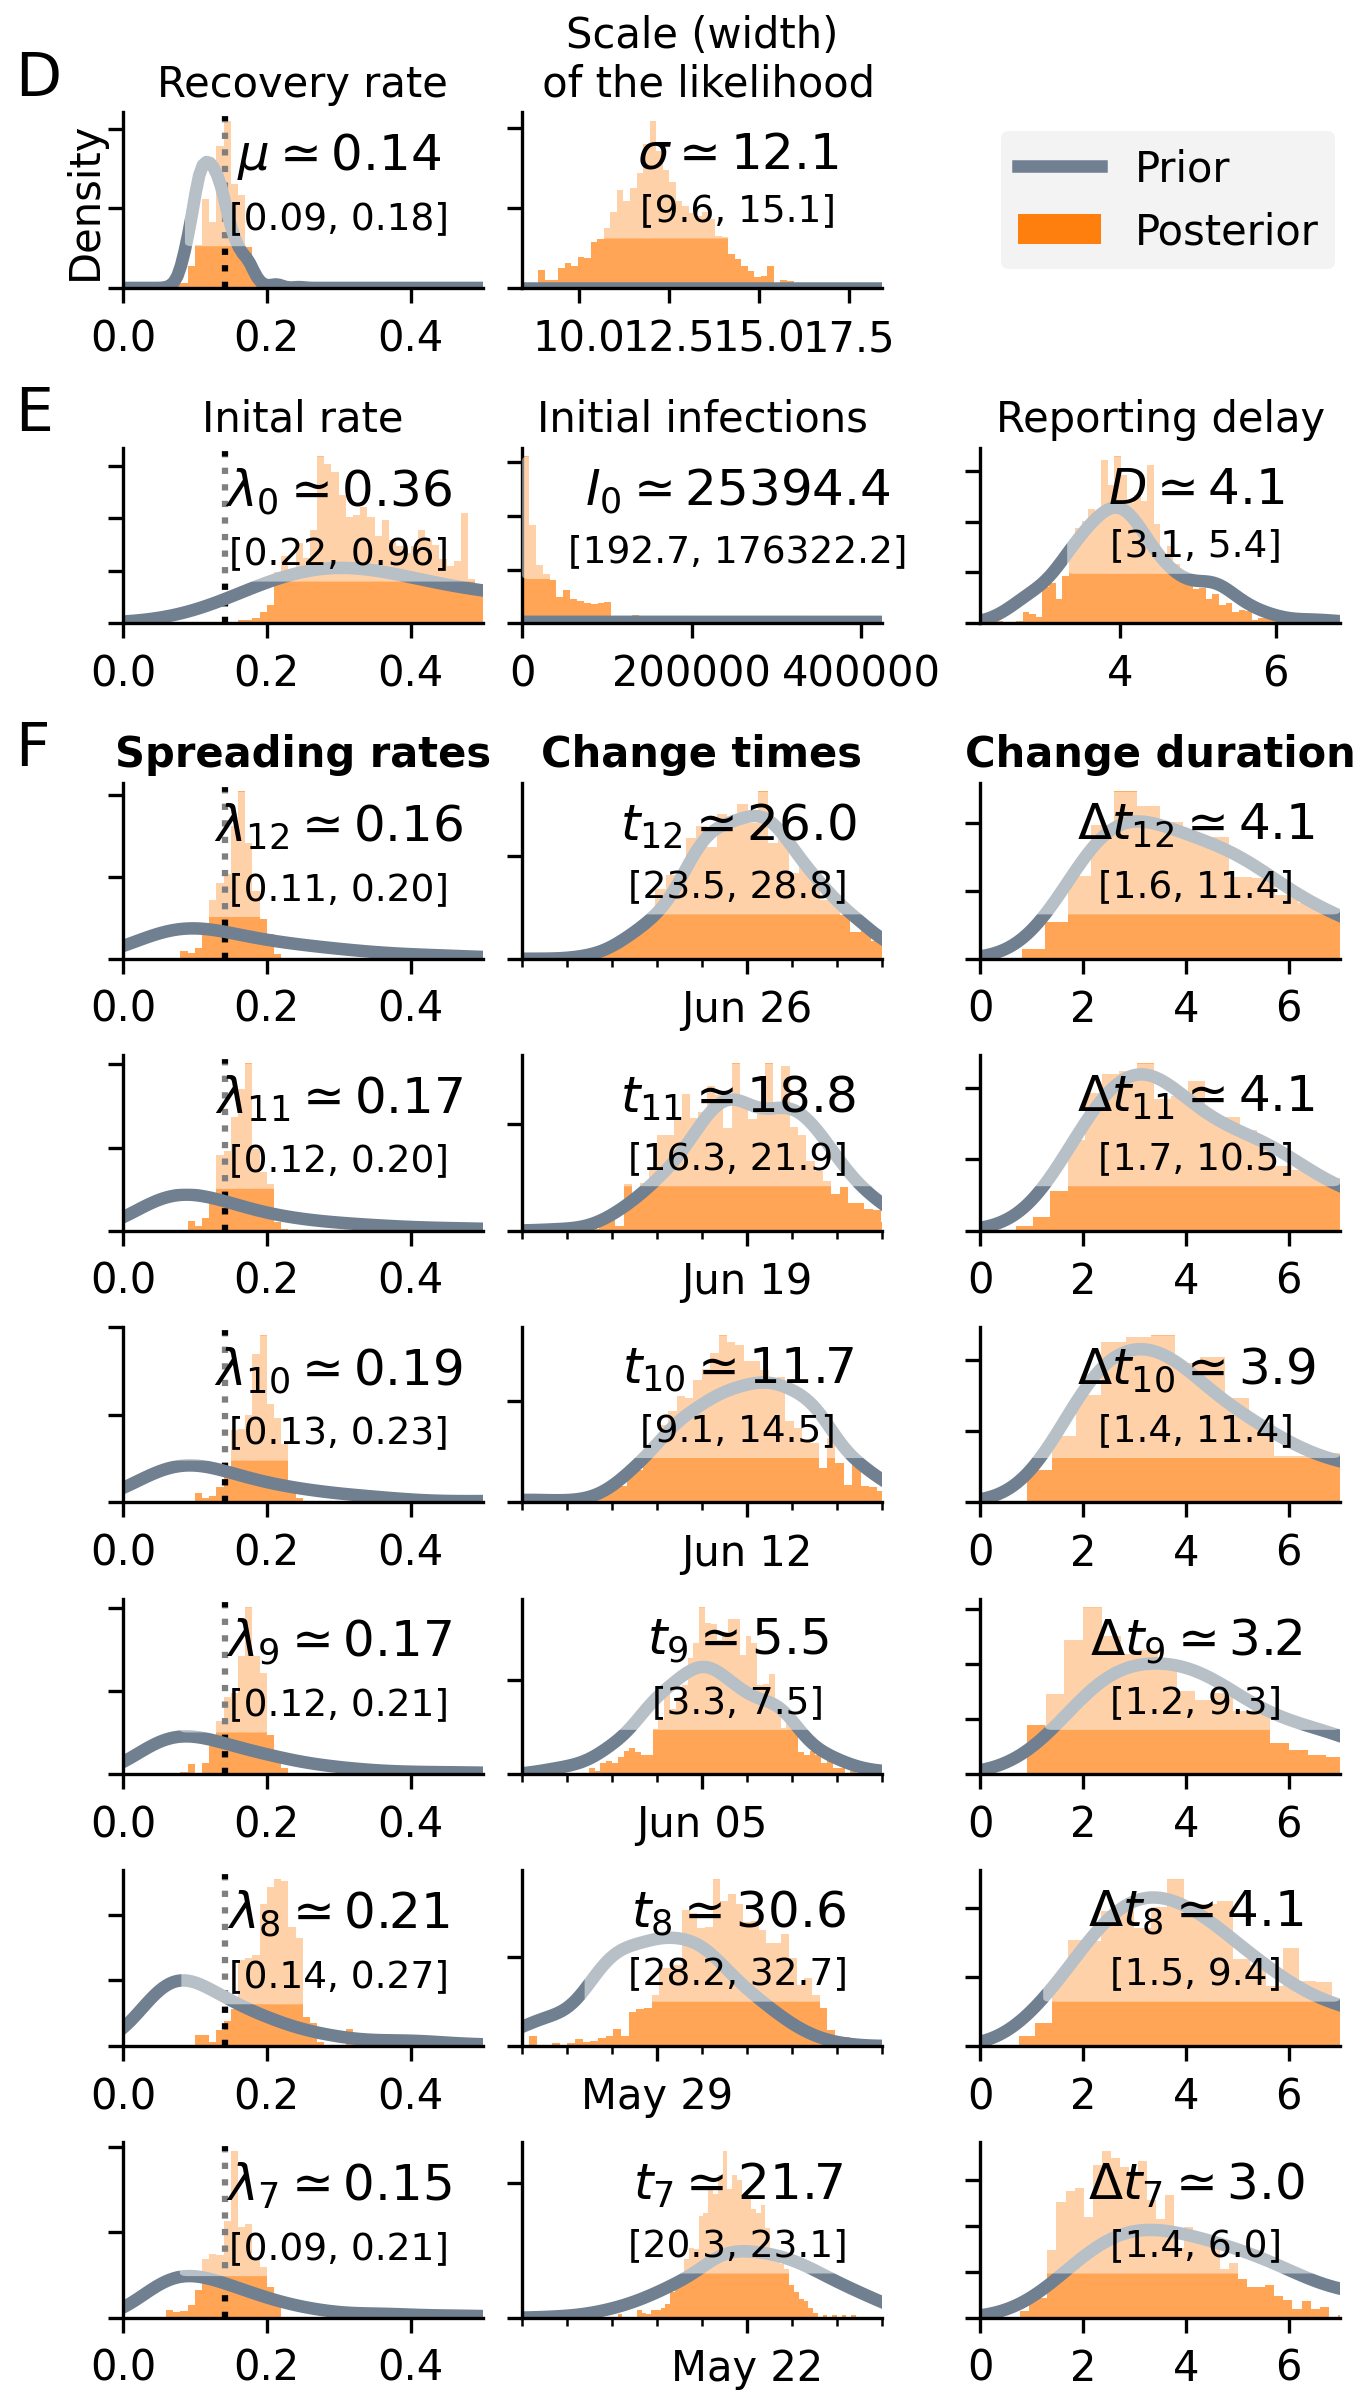 D
Recovery rate
Scale (width)
of the likelihood
Density
μ ≃ 0.14
[0.09, 0.18]
0.0 0.2 0.4
σ ≃ 12.1
[9.6, 15.1]
10.0 12.5 15.0 17.5
Prior
Posterior
E
Inital rate
Initial infections
Reporting delay
λ0 ≃ 0.36
[0.22, 0.96]
0.0 0.2 0.4
I0 ≃ 25394.4
[192.7, 176322.2]
0 200000 400000
D ≃ 4.1
[3.1, 5.4]
4 6
F
Spreading rates
Change times
Change duration
λ12 ≃ 0.16
[0.11, 0.20]
0.0 0.2 0.4
t12 ≃ 26.0
[23.5, 28.8]
Jun 26
Δt12 ≃ 4.1
[1.6, 11.4]
0 2 4 6
λ11 ≃ 0.17
[0.12, 0.20]
0.0 0.2 0.4
t11 ≃ 18.8
[16.3, 21.9]
Jun 19
Δt11 ≃ 4.1
[1.7, 10.5]
0 2 4 6
λ10 ≃ 0.19
[0.13, 0.23]
0.0 0.2 0.4
t10 ≃ 11.7
[9.1, 14.5]
Jun 12
Δt10 ≃ 3.9
[1.4, 11.4]
0 2 4 6
λ9 ≃ 0.17
[0.12, 0.21]
0.0 0.2 0.4
t9 ≃ 5.5
[3.3, 7.5]
Jun 05
Δt9 ≃ 3.2
[1.2, 9.3]
0 2 4 6
λ8 ≃ 0.21
[0.14, 0.27]
0.0 0.2 0.4
t8 ≃ 30.6
[28.2, 32.7]
May 29
Δt8 ≃ 4.1
[1.5, 9.4]
0 2 4 6
λ7 ≃ 0.15
[0.09, 0.21]
0.0 0.2 0.4
t7 ≃ 21.7
[20.3, 23.1]
May 22
Δt7 ≃ 3.0
[1.4, 6.0]
0 2 4 6